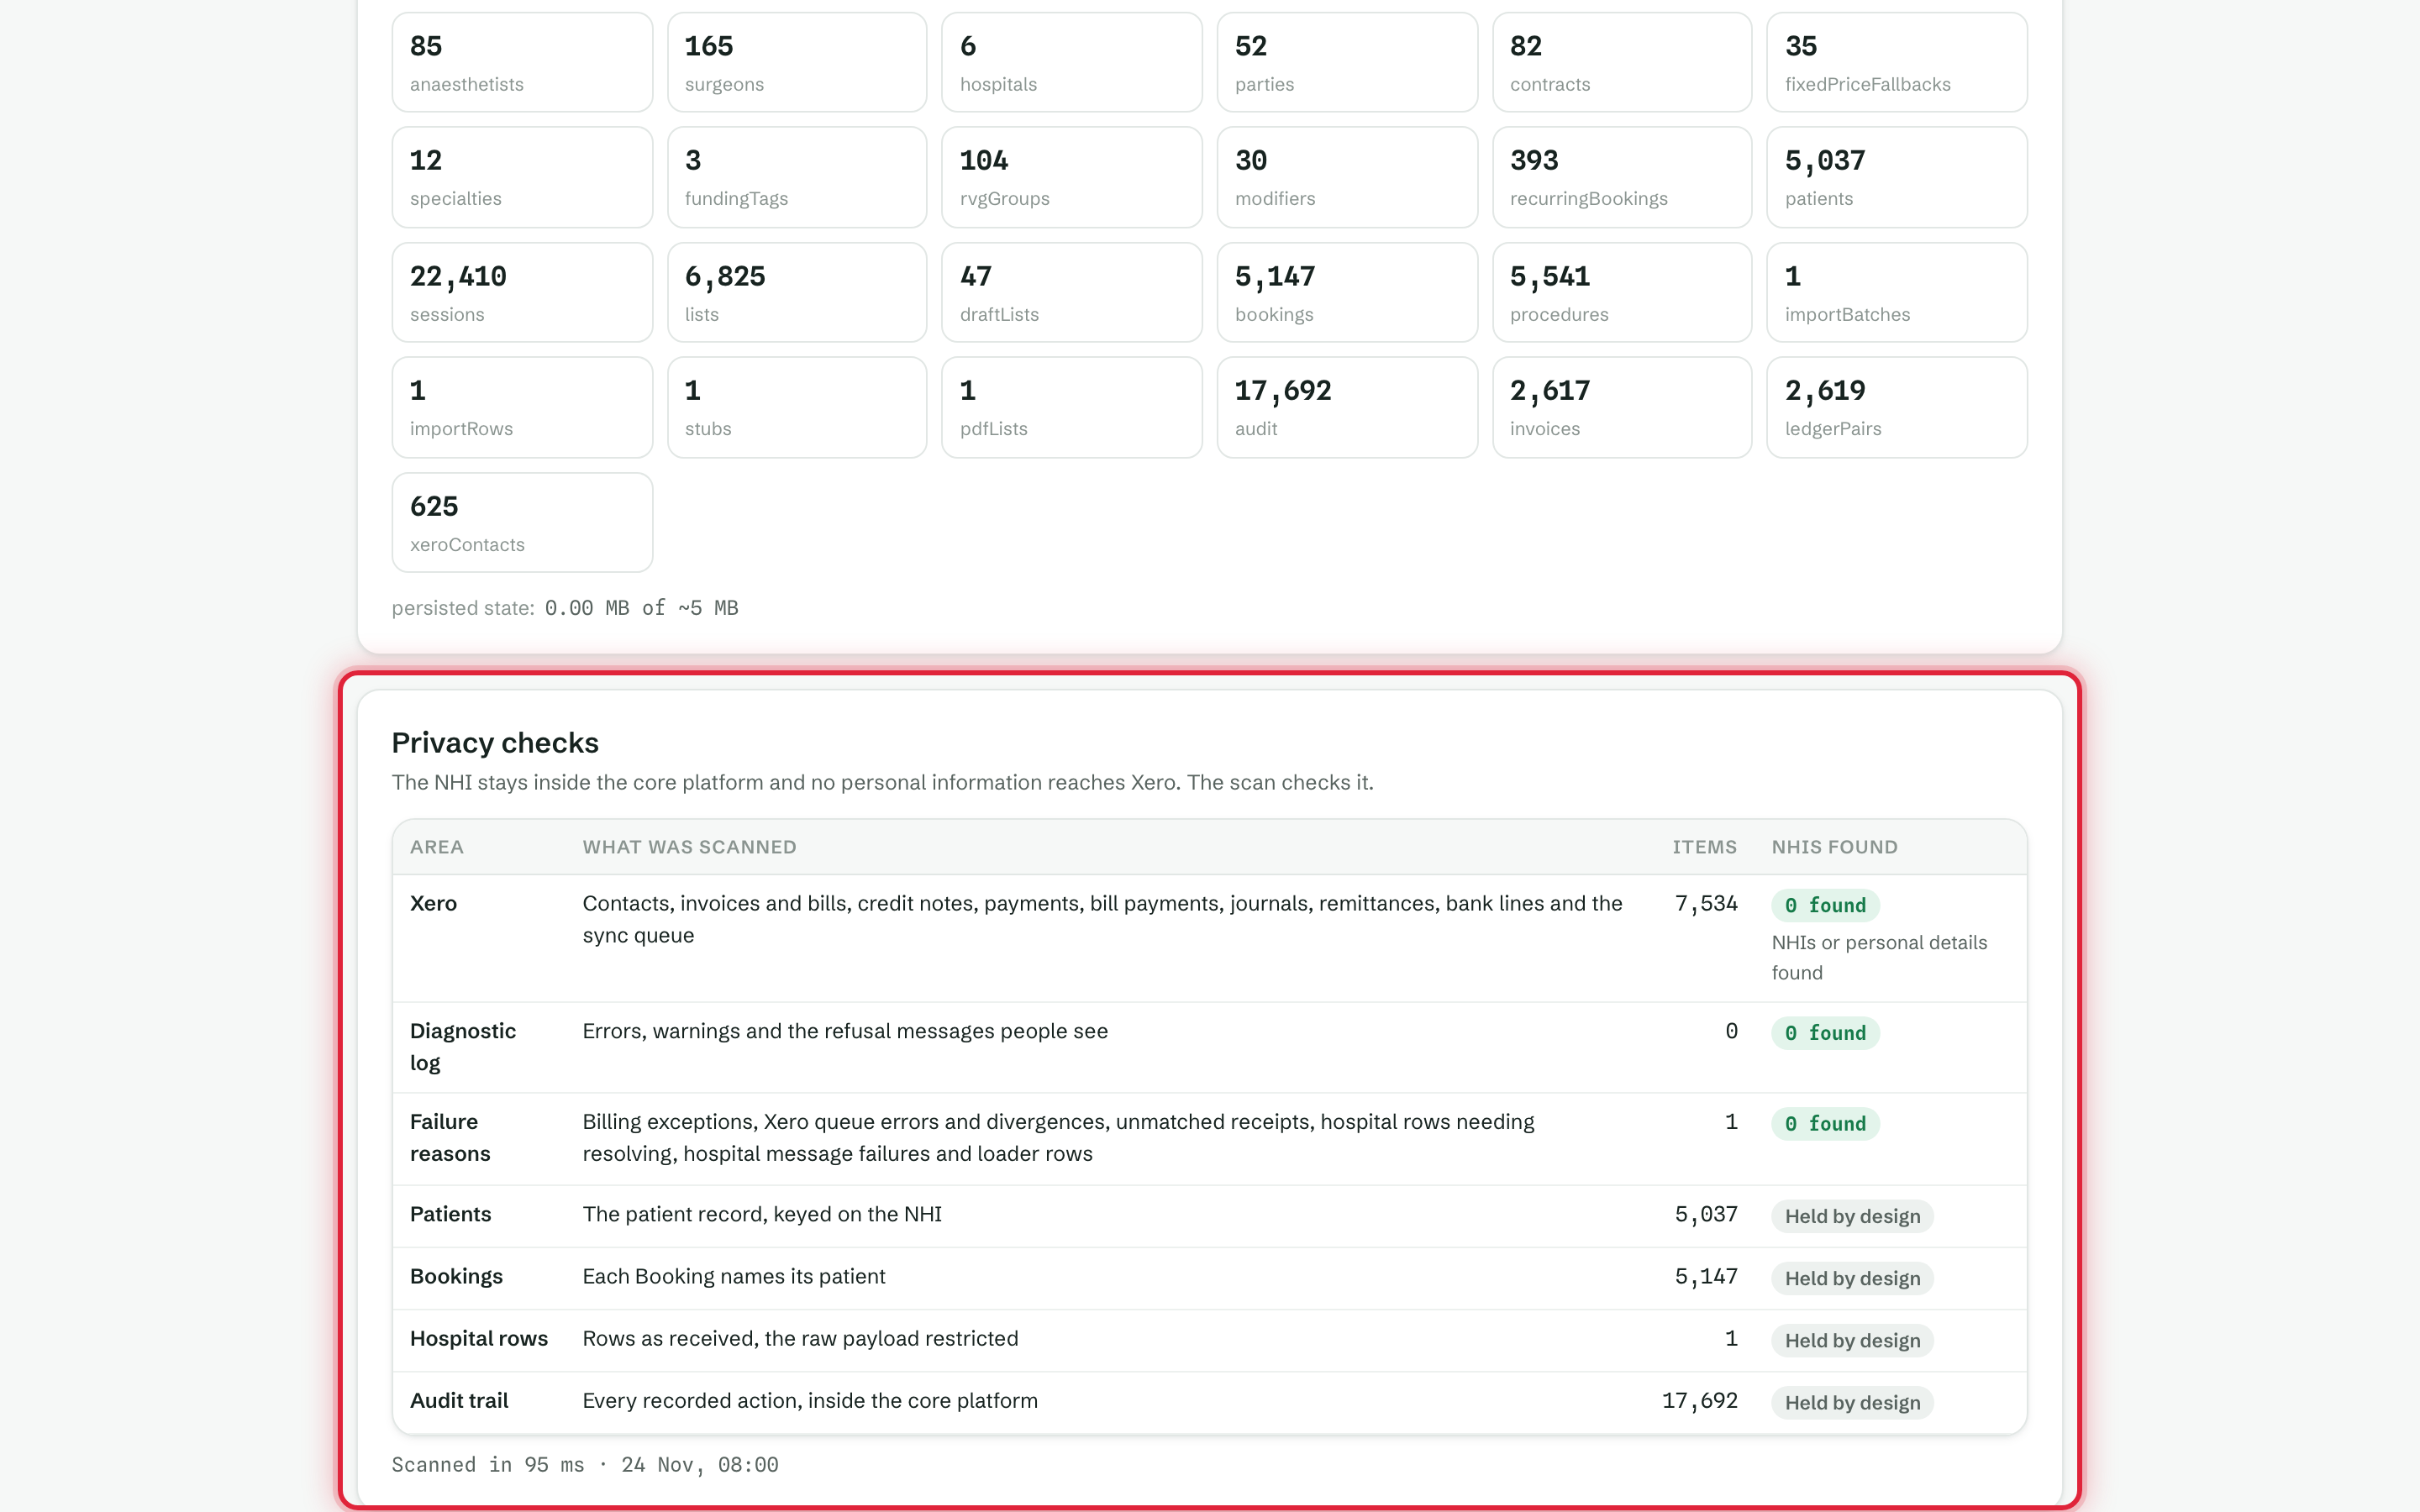 85
anaesthetists
165
surgeons
6
hospitals
52
parties
82
contracts
35
fixedPriceFallbacks
12
specialties
3
fundingTags
104
rvgGroups
30
modifiers
393
recurringBookings
5,037
patients
22,410
sessions
6,825
lists
47
draftLists
5,147
bookings
5,541
procedures
1
importBatches
1
importRows
1
stubs
1
pdfLists
17,692
audit
2,617
invoices
2,619
ledgerPairs
625
xeroContacts
persisted state: 0.00 MB of ~5 MB
Privacy checks
The NHI stays inside the core platform and no personal information reaches Xero. The scan checks it.
AREA WHAT WAS SCANNED ITEMS NHIS FOUND
Xero Contacts, invoices and bills, credit notes, payments, bill payments, journals, remittances, bank lines and the 7,534 0 found
sync queue
NHIs or personal details
found
Diagnostic Errors, warnings and the refusal messages people see 0 0 found
log
Failure Billing exceptions, Xero queue errors and divergences, unmatched receipts, hospital rows needing 1 0 found
reasons resolving, hospital message failures and loader rows
Patients The patient record, keyed on the NHI 5,037 Held by design
Bookings Each Booking names its patient 5,147 Held by design
Hospital rows Rows as received, the raw payload restricted 1 Held by design
Audit trail Every recorded action, inside the core platform 17,692 Held by design
Scanned in 95 ms · 24 Nov, 08:00